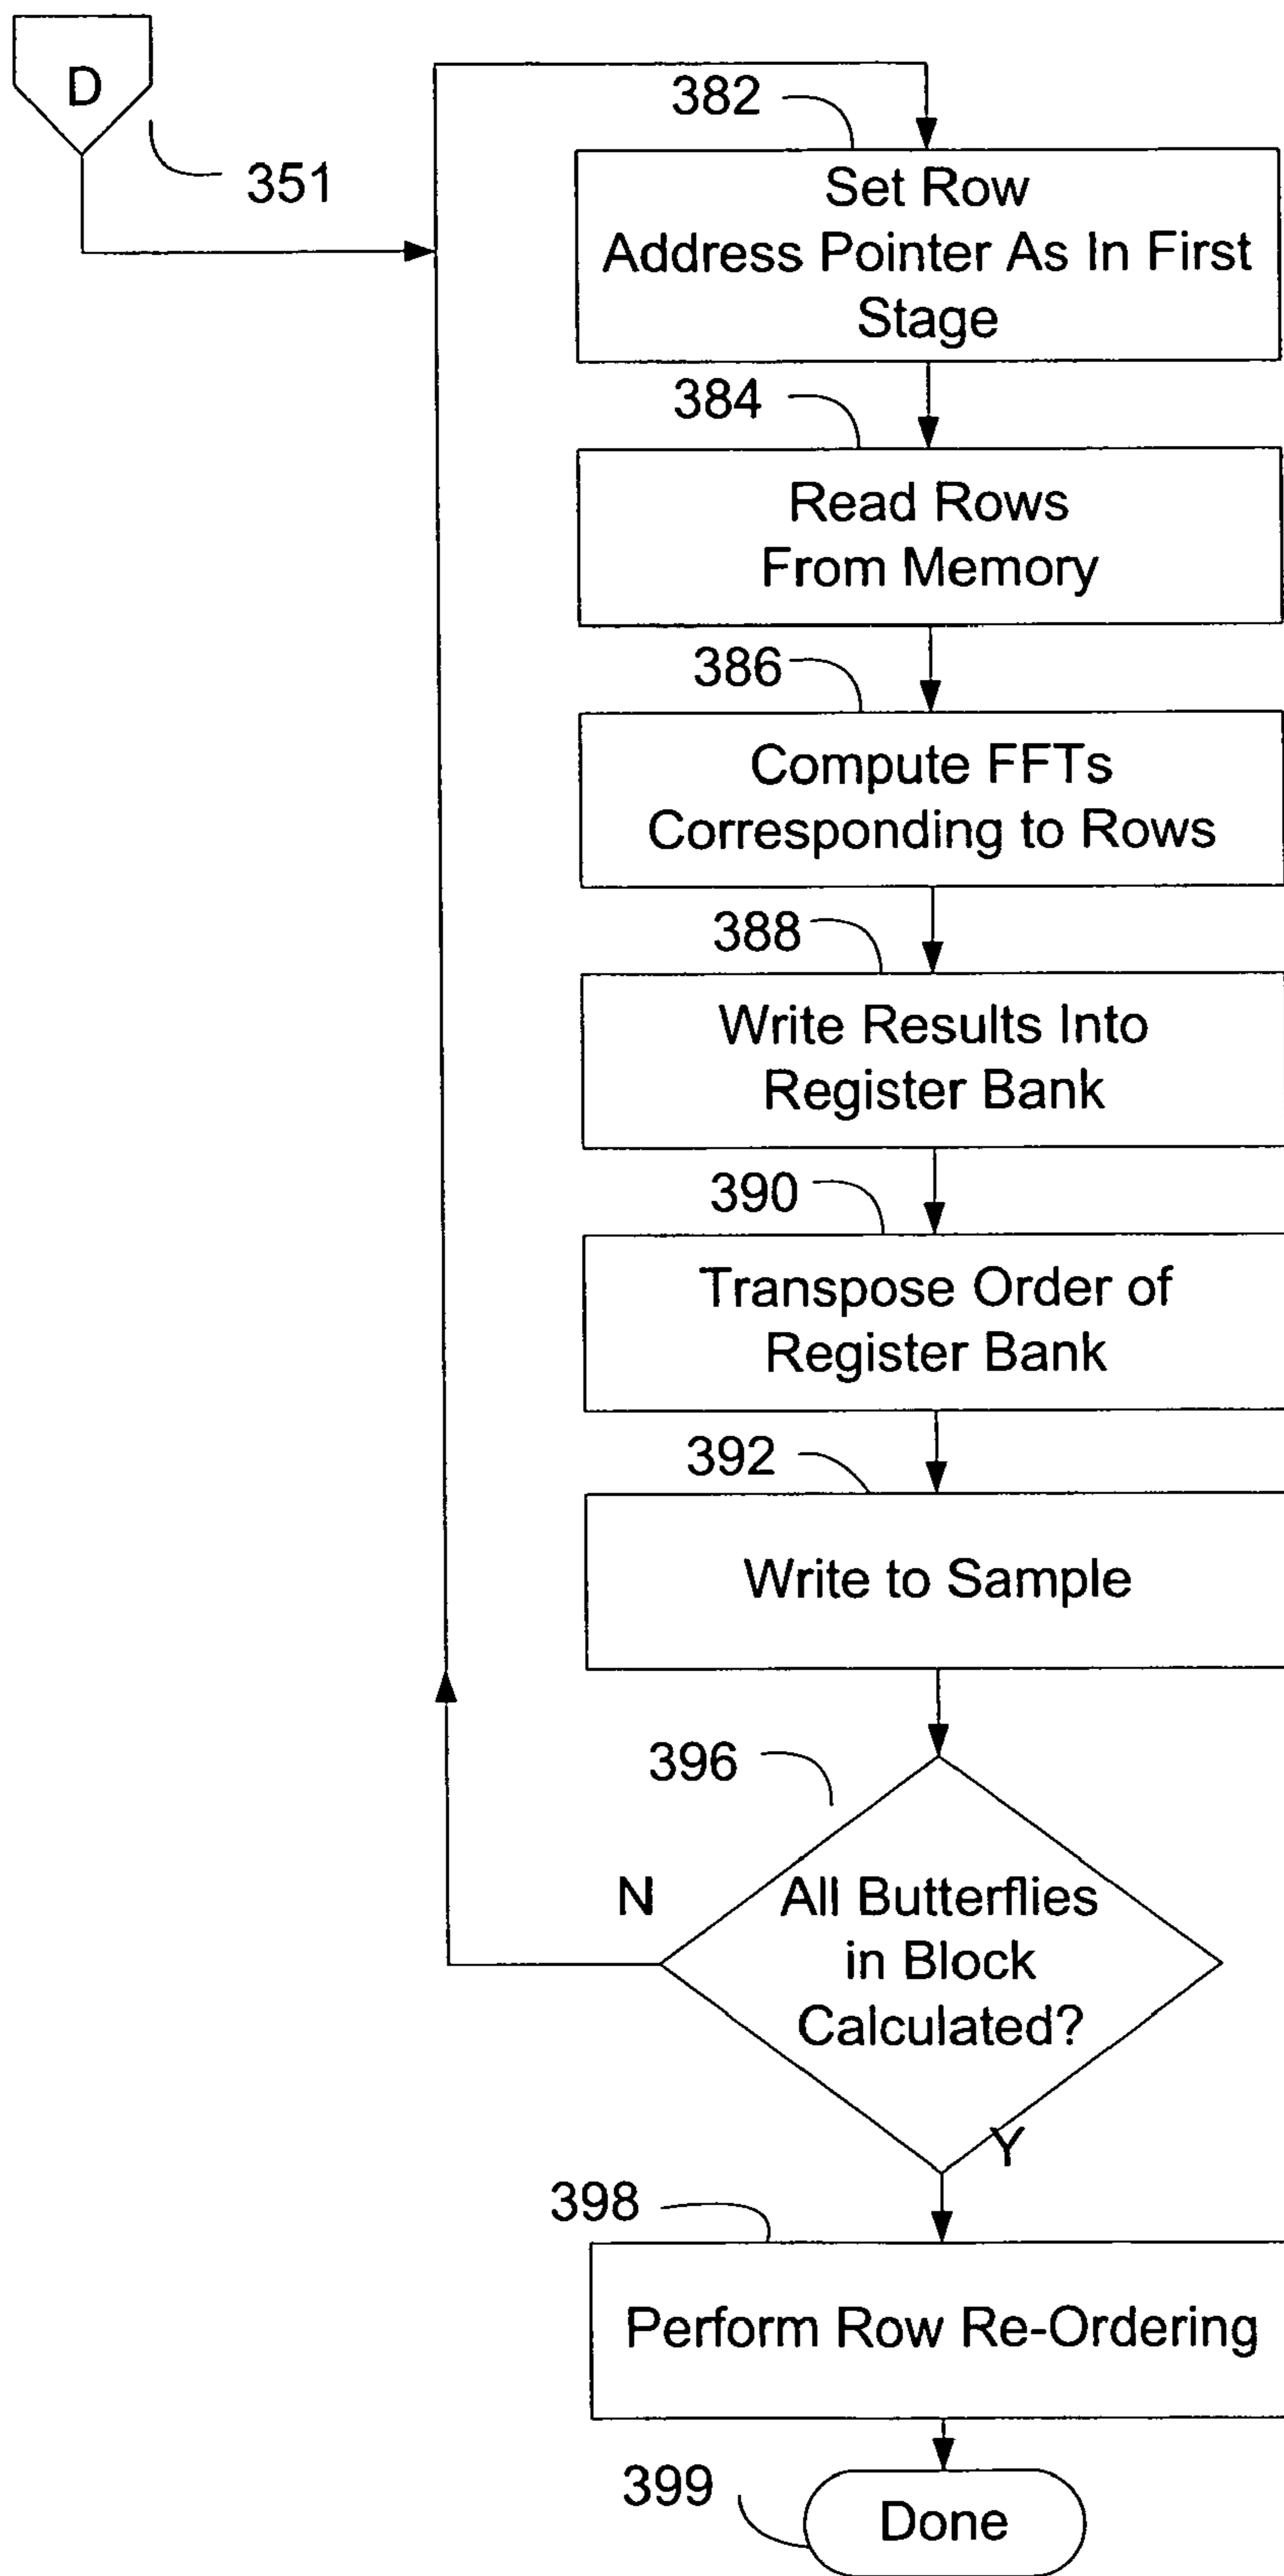 D
351
382
Set Row
Address Pointer As In First
Stage
384
Read Rows
From Memory
386
Compute FFTs
Corresponding to Rows
388
Write Results Into
Register Bank
390
Transpose Order of
Register Bank
392
Write to Sample
396
N
All Butterflies
in Block
Calculated?
Y
398
Perform Row Re-Ordering
399
Done